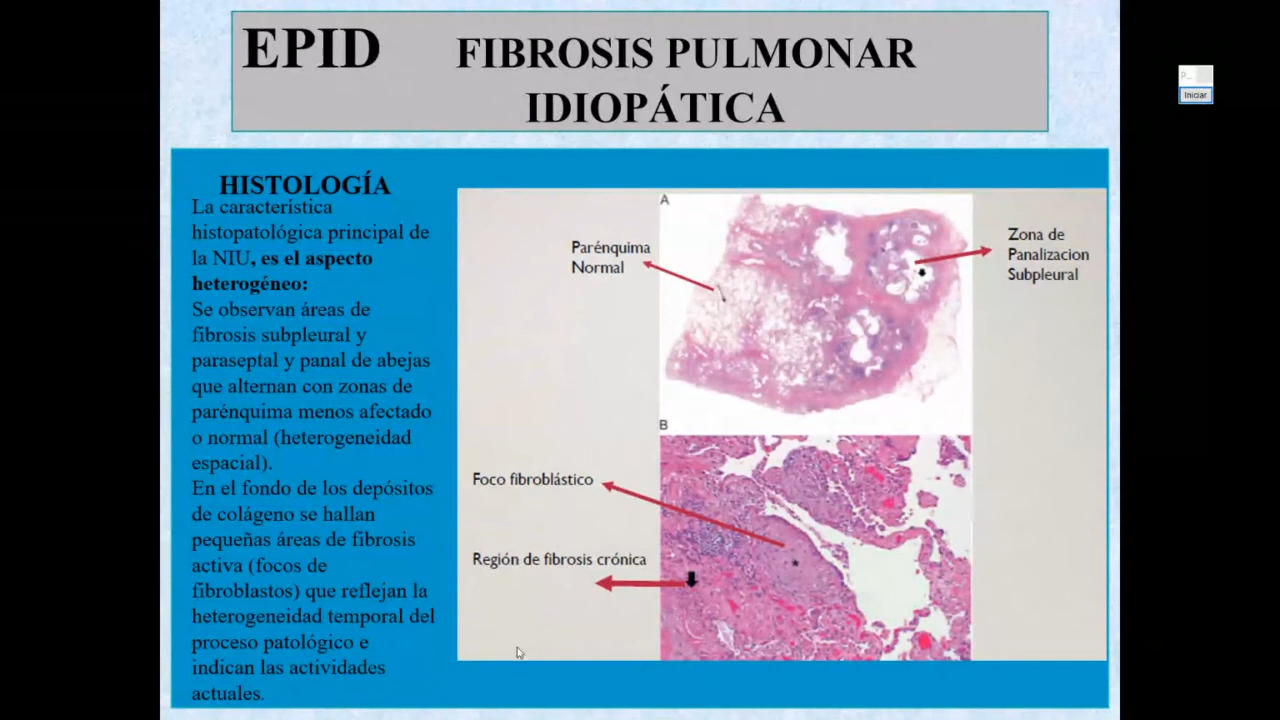 EPID FIBROSIS PULMONAR
IDIOPÁTICA
P...
Iniciar
HISTOLOGÍA
La característica
histopatológica principal de
la NIU, es el aspecto
heterogéneo:
Se observan áreas de
fibrosis subpleural y
paraseptal y panal de abejas
que alternan con zonas de
parénquima menos afectado
o normal (heterogeneidad
espacial).
En el fondo de los depósitos
de colágeno se hallan
pequeñas áreas de fibrosis
activa (focos de
fibroblastos) que reflejan la
heterogeneidad temporal del
proceso patológico e
indican las actividades
actuales.
A
Parénquima
Normal
Zona de
Panalizacion
Subpleural
B
Foco fibroblástico
Región de fibrosis crónica
*